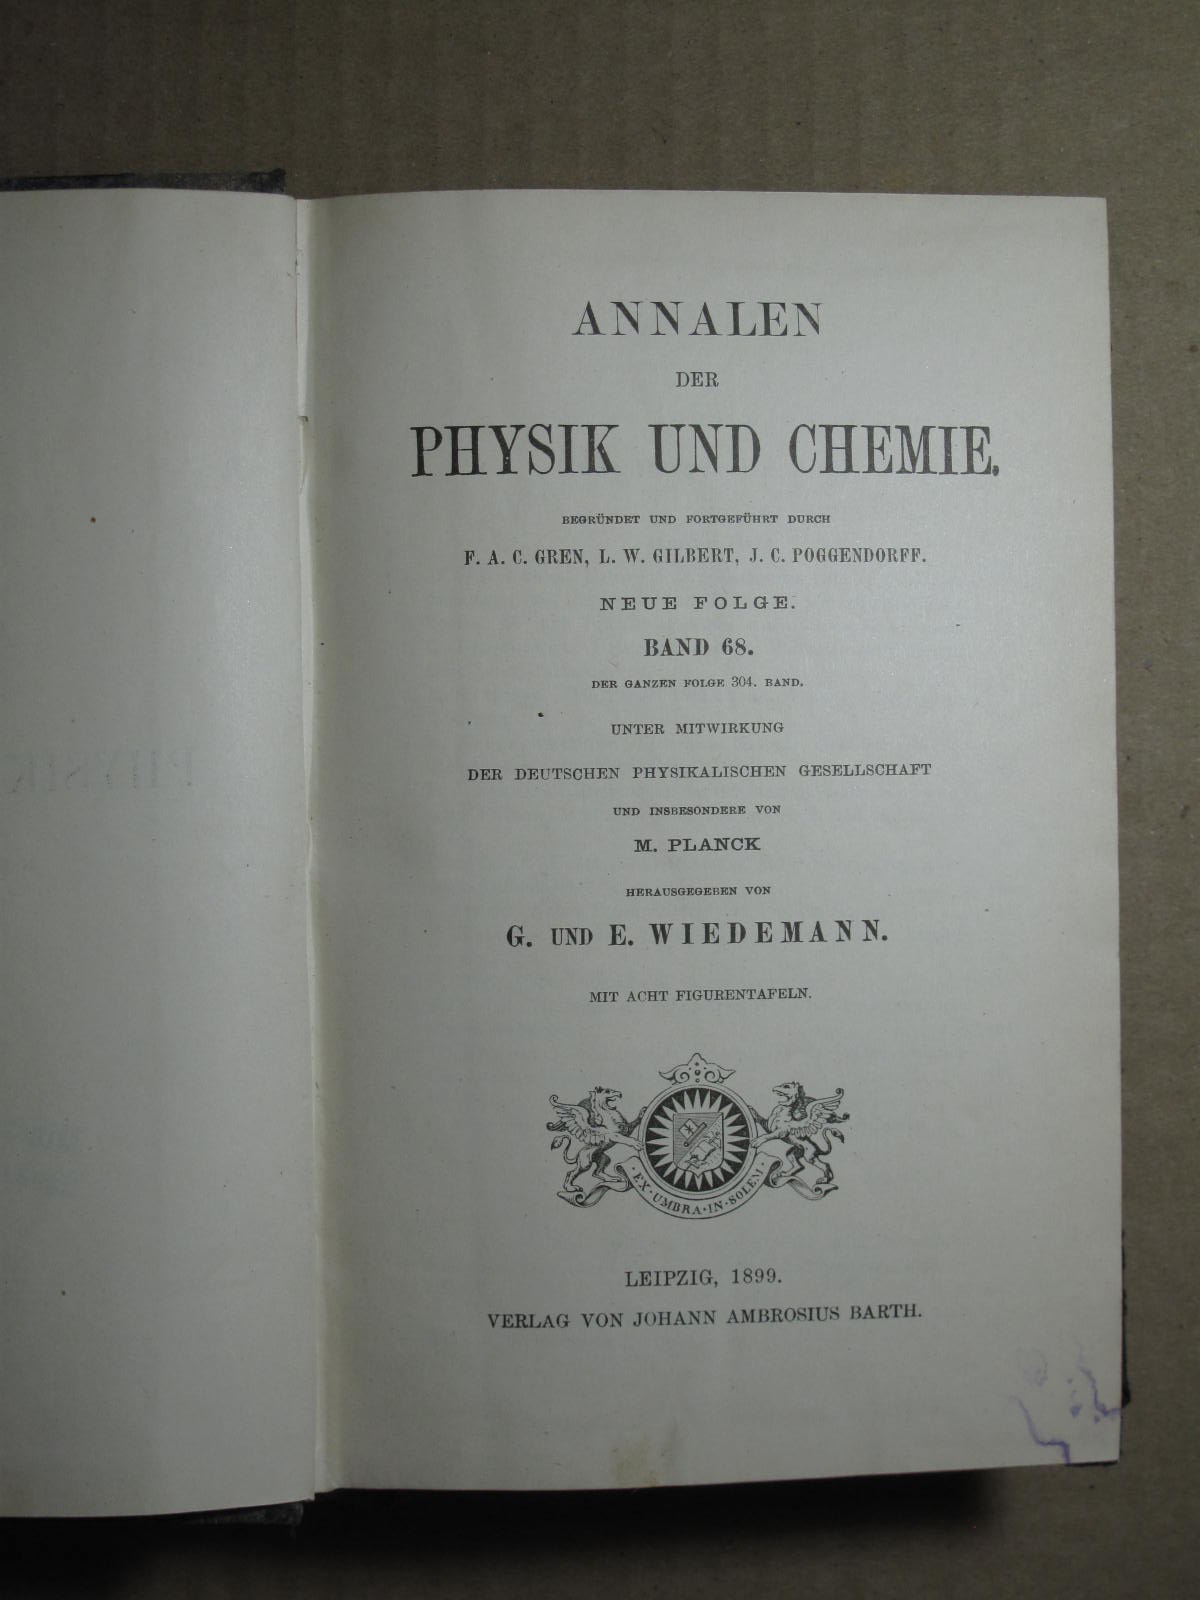 ANNALEN
DER
PHYSIK UND CHEMIE.
BEGRÜNDET UND FORTGEFÜHRT DURCH
F. A. C. GREN, L. W. GILBERT, J. C. POGGENDORFF.
NEUE FOLGE.
BAND 68.
DER GANZEN FOLGE 304. BAND.
UNTER MITWIRKUNG
DER DEUTSCHEN PHYSIKALISCHEN GESELLSCHAFT
UND INSBESONDERE VON
M. PLANCK
HERAUSGEGEBEN VON
G. UND E. WIEDEMANN.
MIT ACHT FIGURENTAFELN.
·EX·UMBRA·IN·SOLEM·
LEIPZIG, 1899.
VERLAG VON JOHANN AMBROSIUS BARTH.